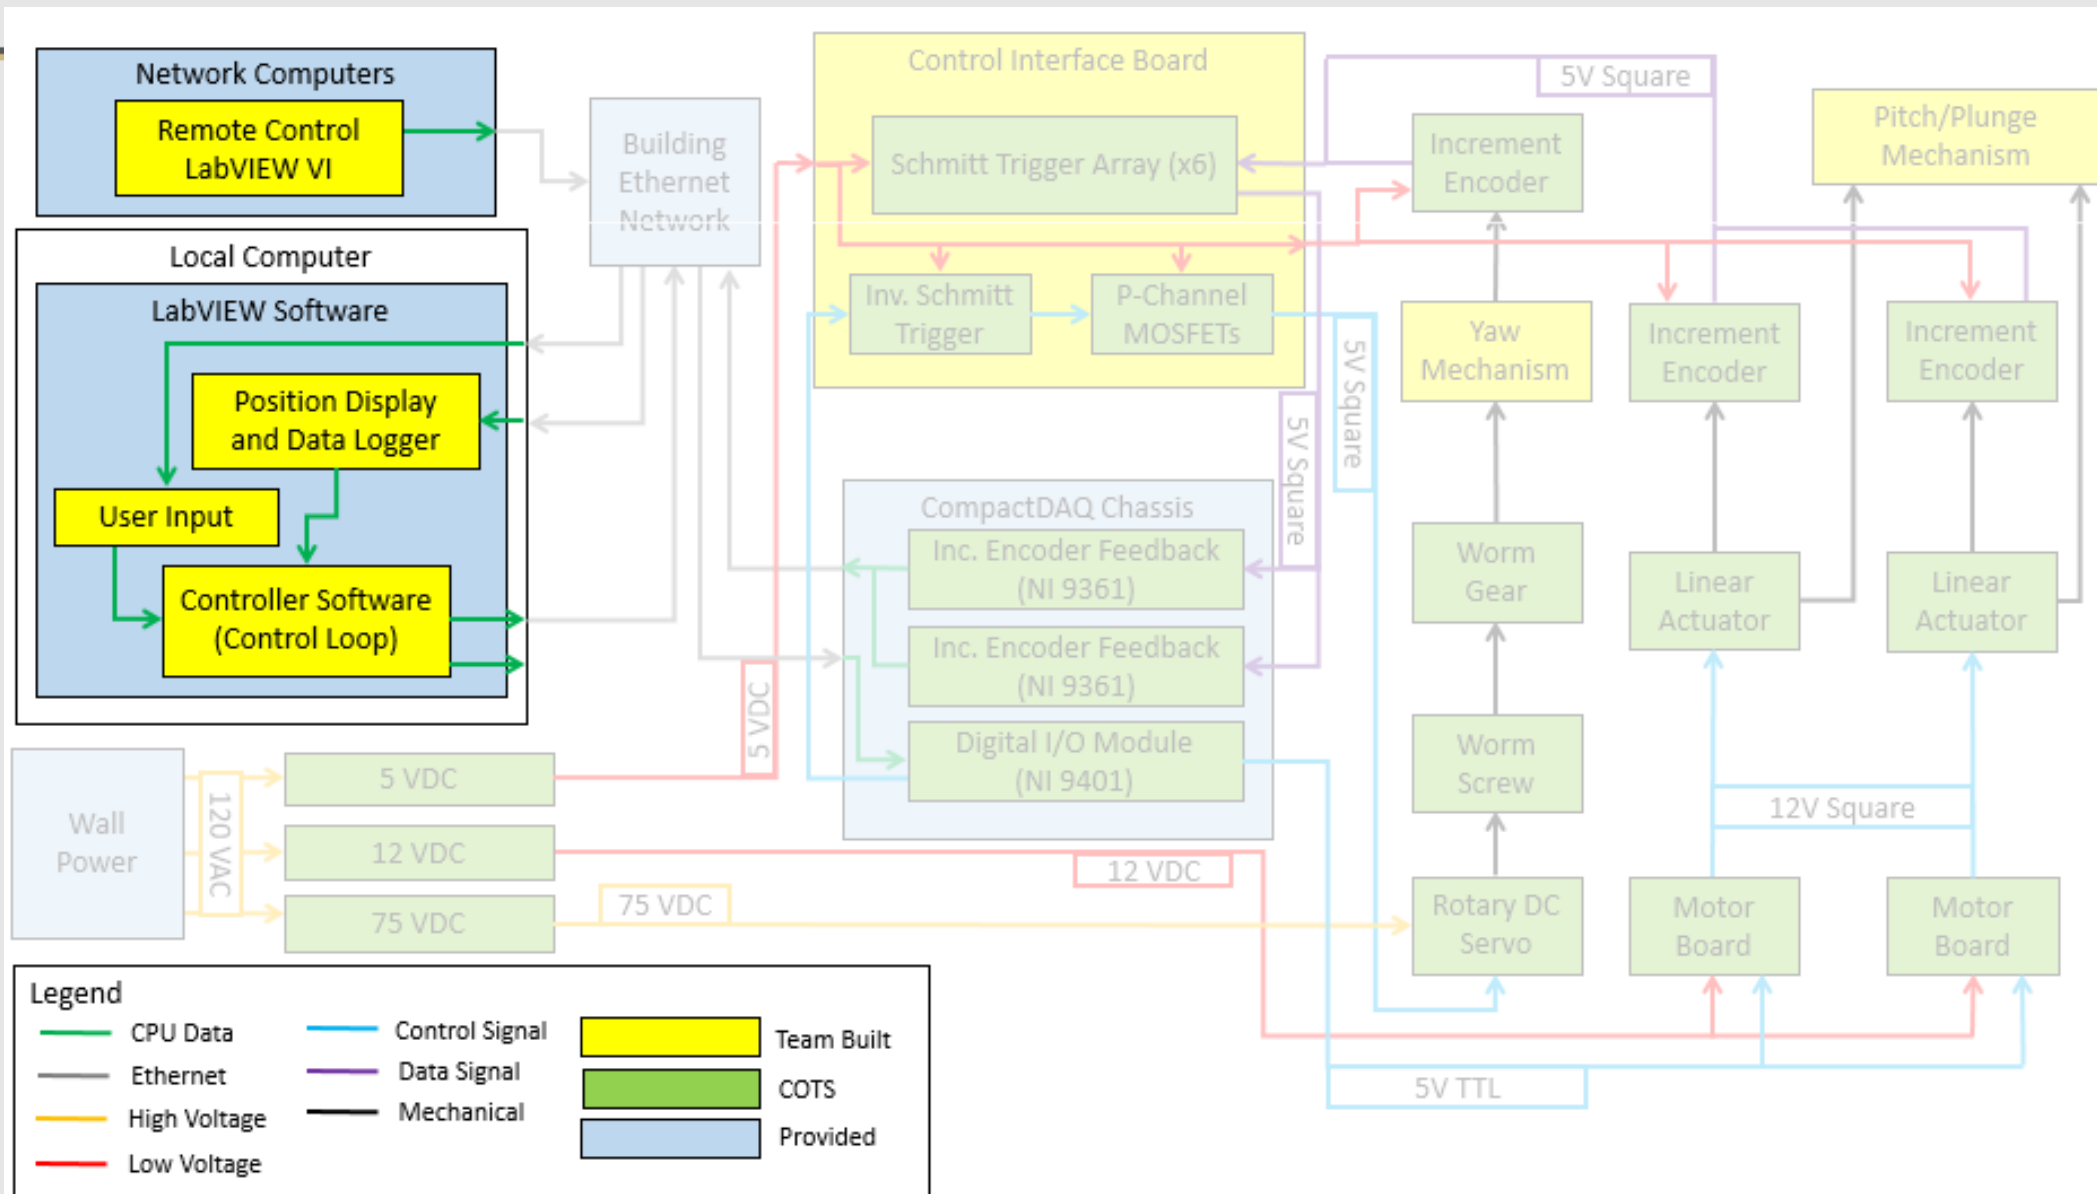 Network Computers
Remote Control
LabVIEW VI
Local Computer
LabVIEW Software
Position Display
and Data Logger
User Input
Controller Software
(Control Loop)
Building
Ethernet
Network
Control Interface Board
Schmitt Trigger Array (x6)
Inv. Schmitt
Trigger
P-Channel
MOSFETs
5V Square
5V Square
5V Square
CompactDAQ Chassis
Inc. Encoder Feedback
(NI 9361)
Inc. Encoder Feedback
(NI 9361)
Digital I/O Module
(NI 9401)
Increment
Encoder
Yaw
Mechanism
Worm
Gear
Worm
Screw
Rotary DC
Servo
Pitch/Plunge
Mechanism
Increment
Encoder
Increment
Encoder
Linear
Actuator
Linear
Actuator
12V Square
Motor
Board
Motor
Board
5V TTL
Wall
Power
120 VAC
5 VDC
12 VDC
75 VDC
5 VDC
12 VDC
75 VDC
Legend
CPU Data
Ethernet
High Voltage
Low Voltage
Control Signal
Data Signal
Mechanical
Team Built
COTS
Provided